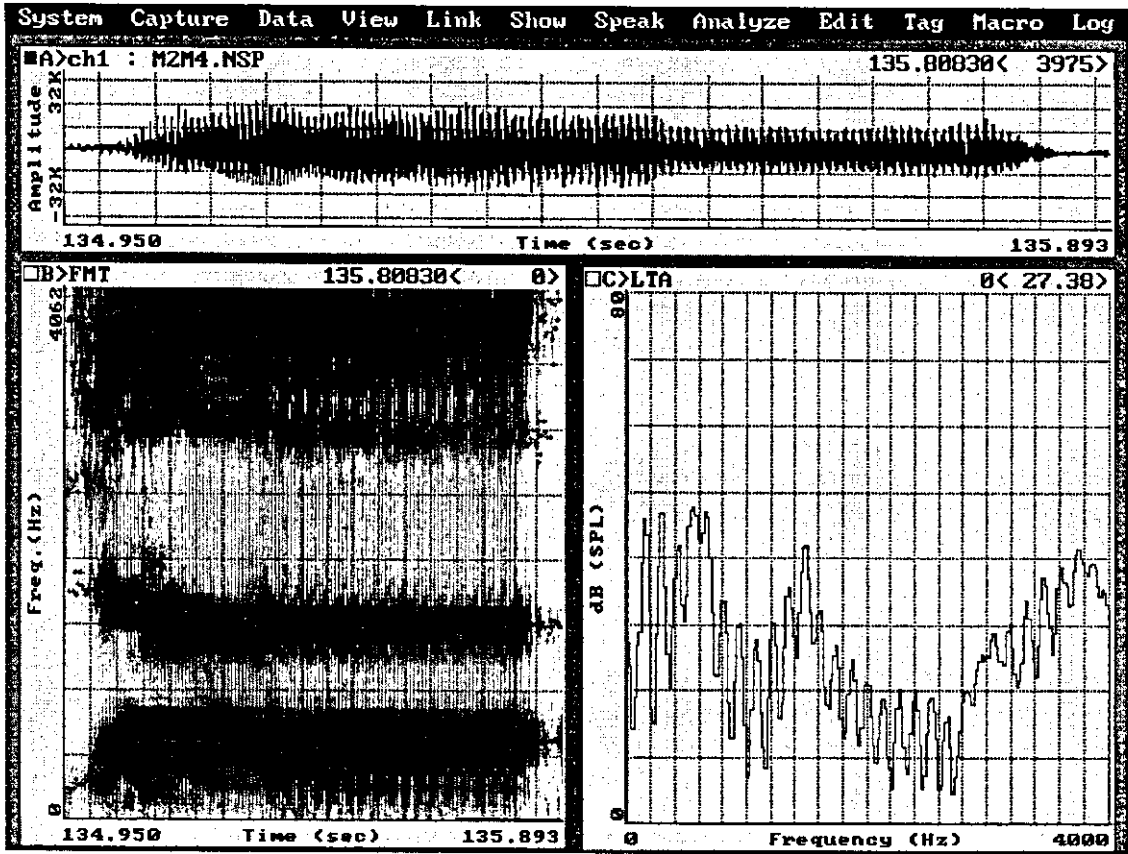 System Capture Data View Link Show Speak Analyze Edit Tag Macro Log
A>ch1 : M2M4.NSP 135.80830< 3975>
32K
Amplitude
-32K
134.950 Time (sec) 135.893
B>FMT 135.80830< 0>
4062
Freq.(Hz)
0
134.950 Time (sec) 135.893
C>LTA 0< 27.38>
80
dB (SPL)
0
0 Frequency (Hz) 4000